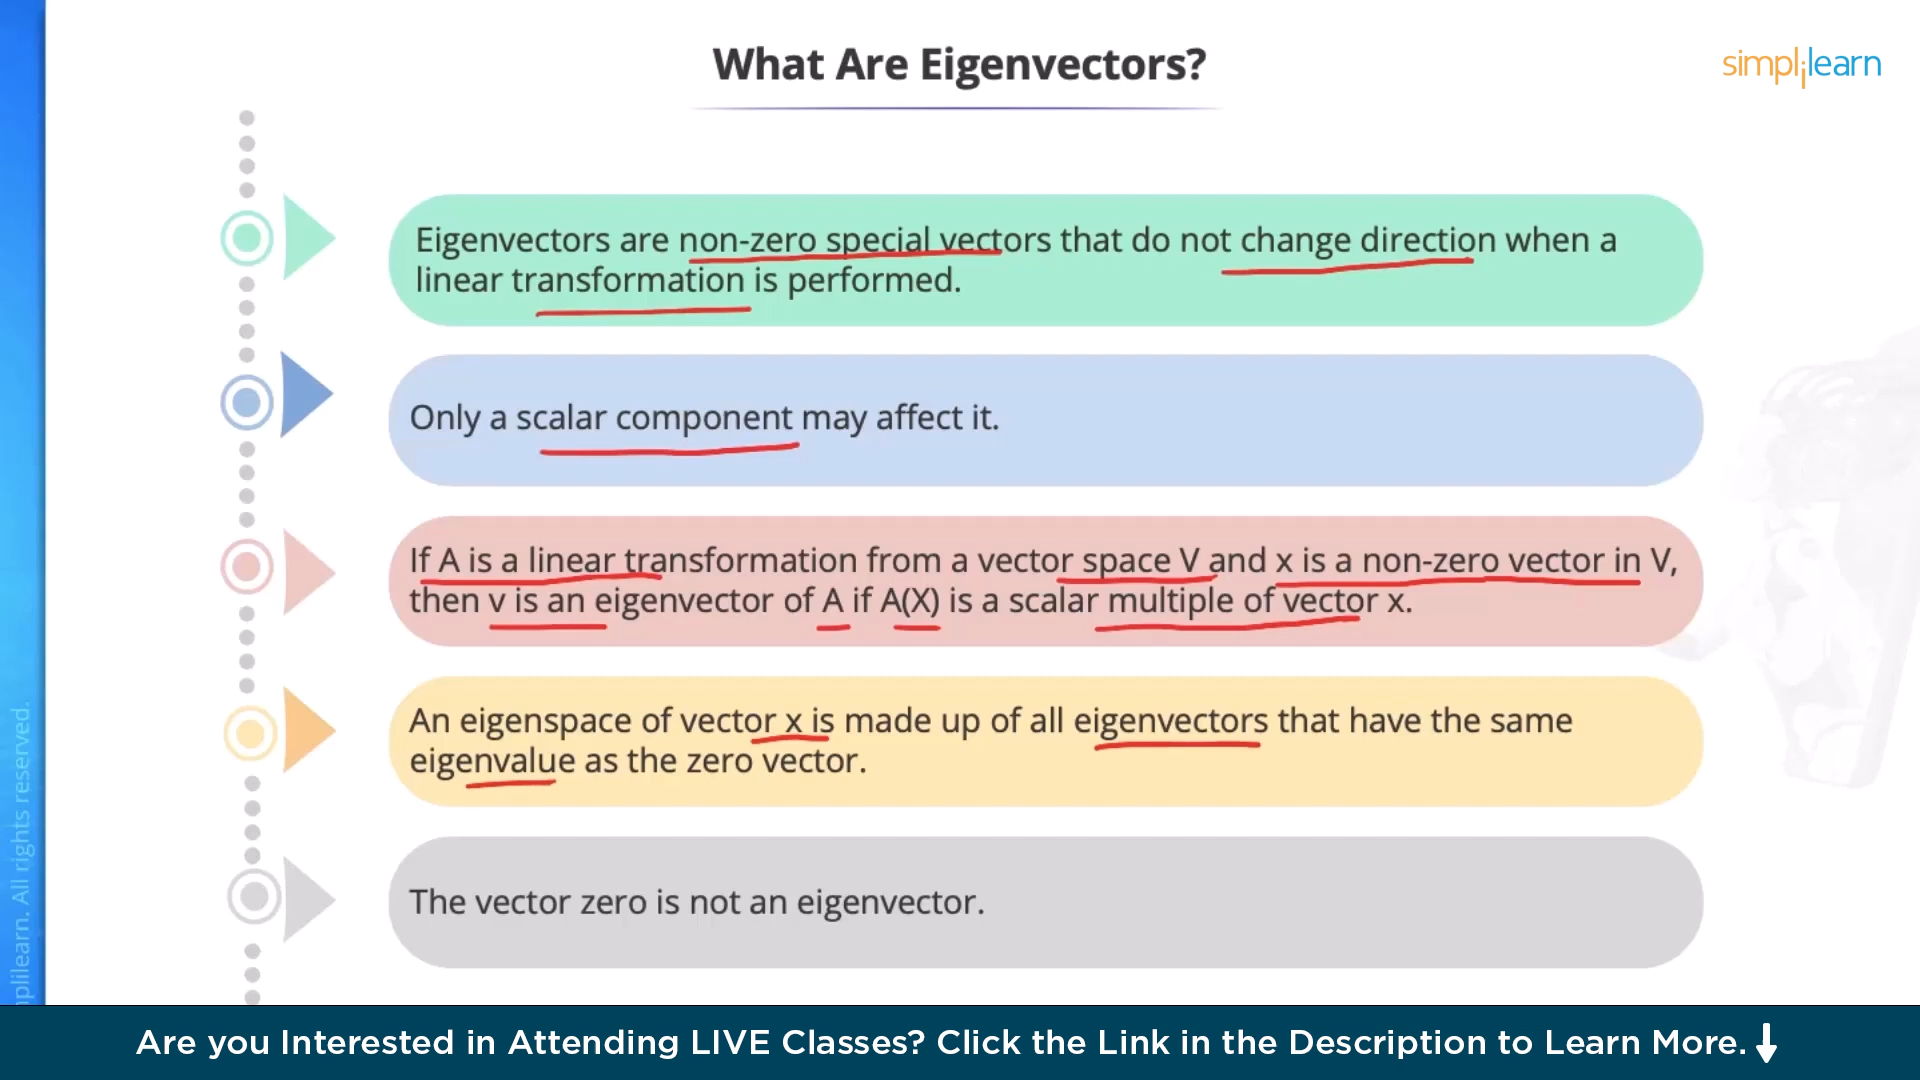 What Are Eigenvectors?
simplilearn
Eigenvectors are non-zero special vectors that do not change direction when a
linear transformation is performed.
Only a scalar component may affect it.
If A is a linear transformation from a vector space V and x is a non-zero vector in V,
then v is an eigenvector of A if A(X) is a scalar multiple of vector x.
An eigenspace of vector x is made up of all eigenvectors that have the same
eigenvalue as the zero vector.
The vector zero is not an eigenvector.
plilearn. All rights reserved.
Are you Interested in Attending LIVE Classes? Click the Link in the Description to Learn More.